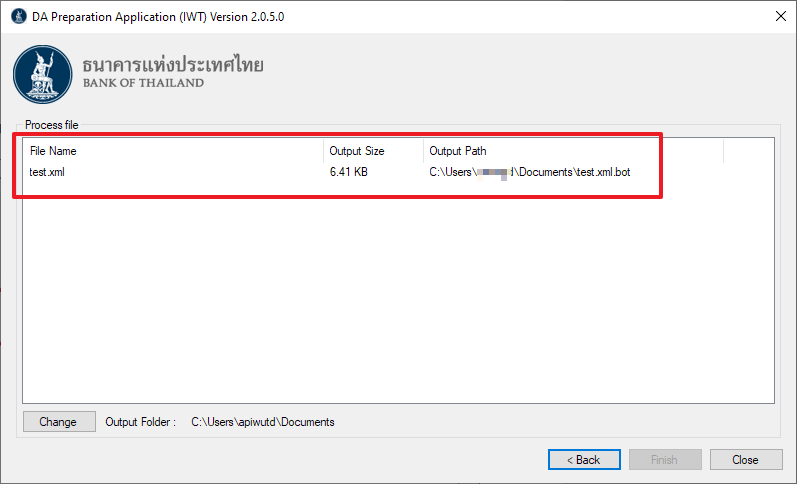 DA Preparation Application (IWT) Version 2.0.5.0
ธนาคารแห่งประเทศไทย
BANK OF THAILAND
Process file
File Name Output Size Output Path
test.xml 6.41 KB C:\Users\ d\Documents\test.xml.bot
Change Output Folder : C:\Users\apiwutd\Documents
< Back Finish Close